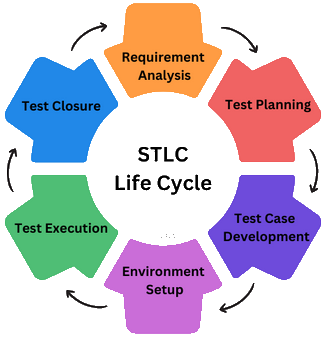 Requirement
Analysis
Test Planning
Test Case
Development
Environment
Setup
Test Execution
Test Closure
STLC
Life Cycle